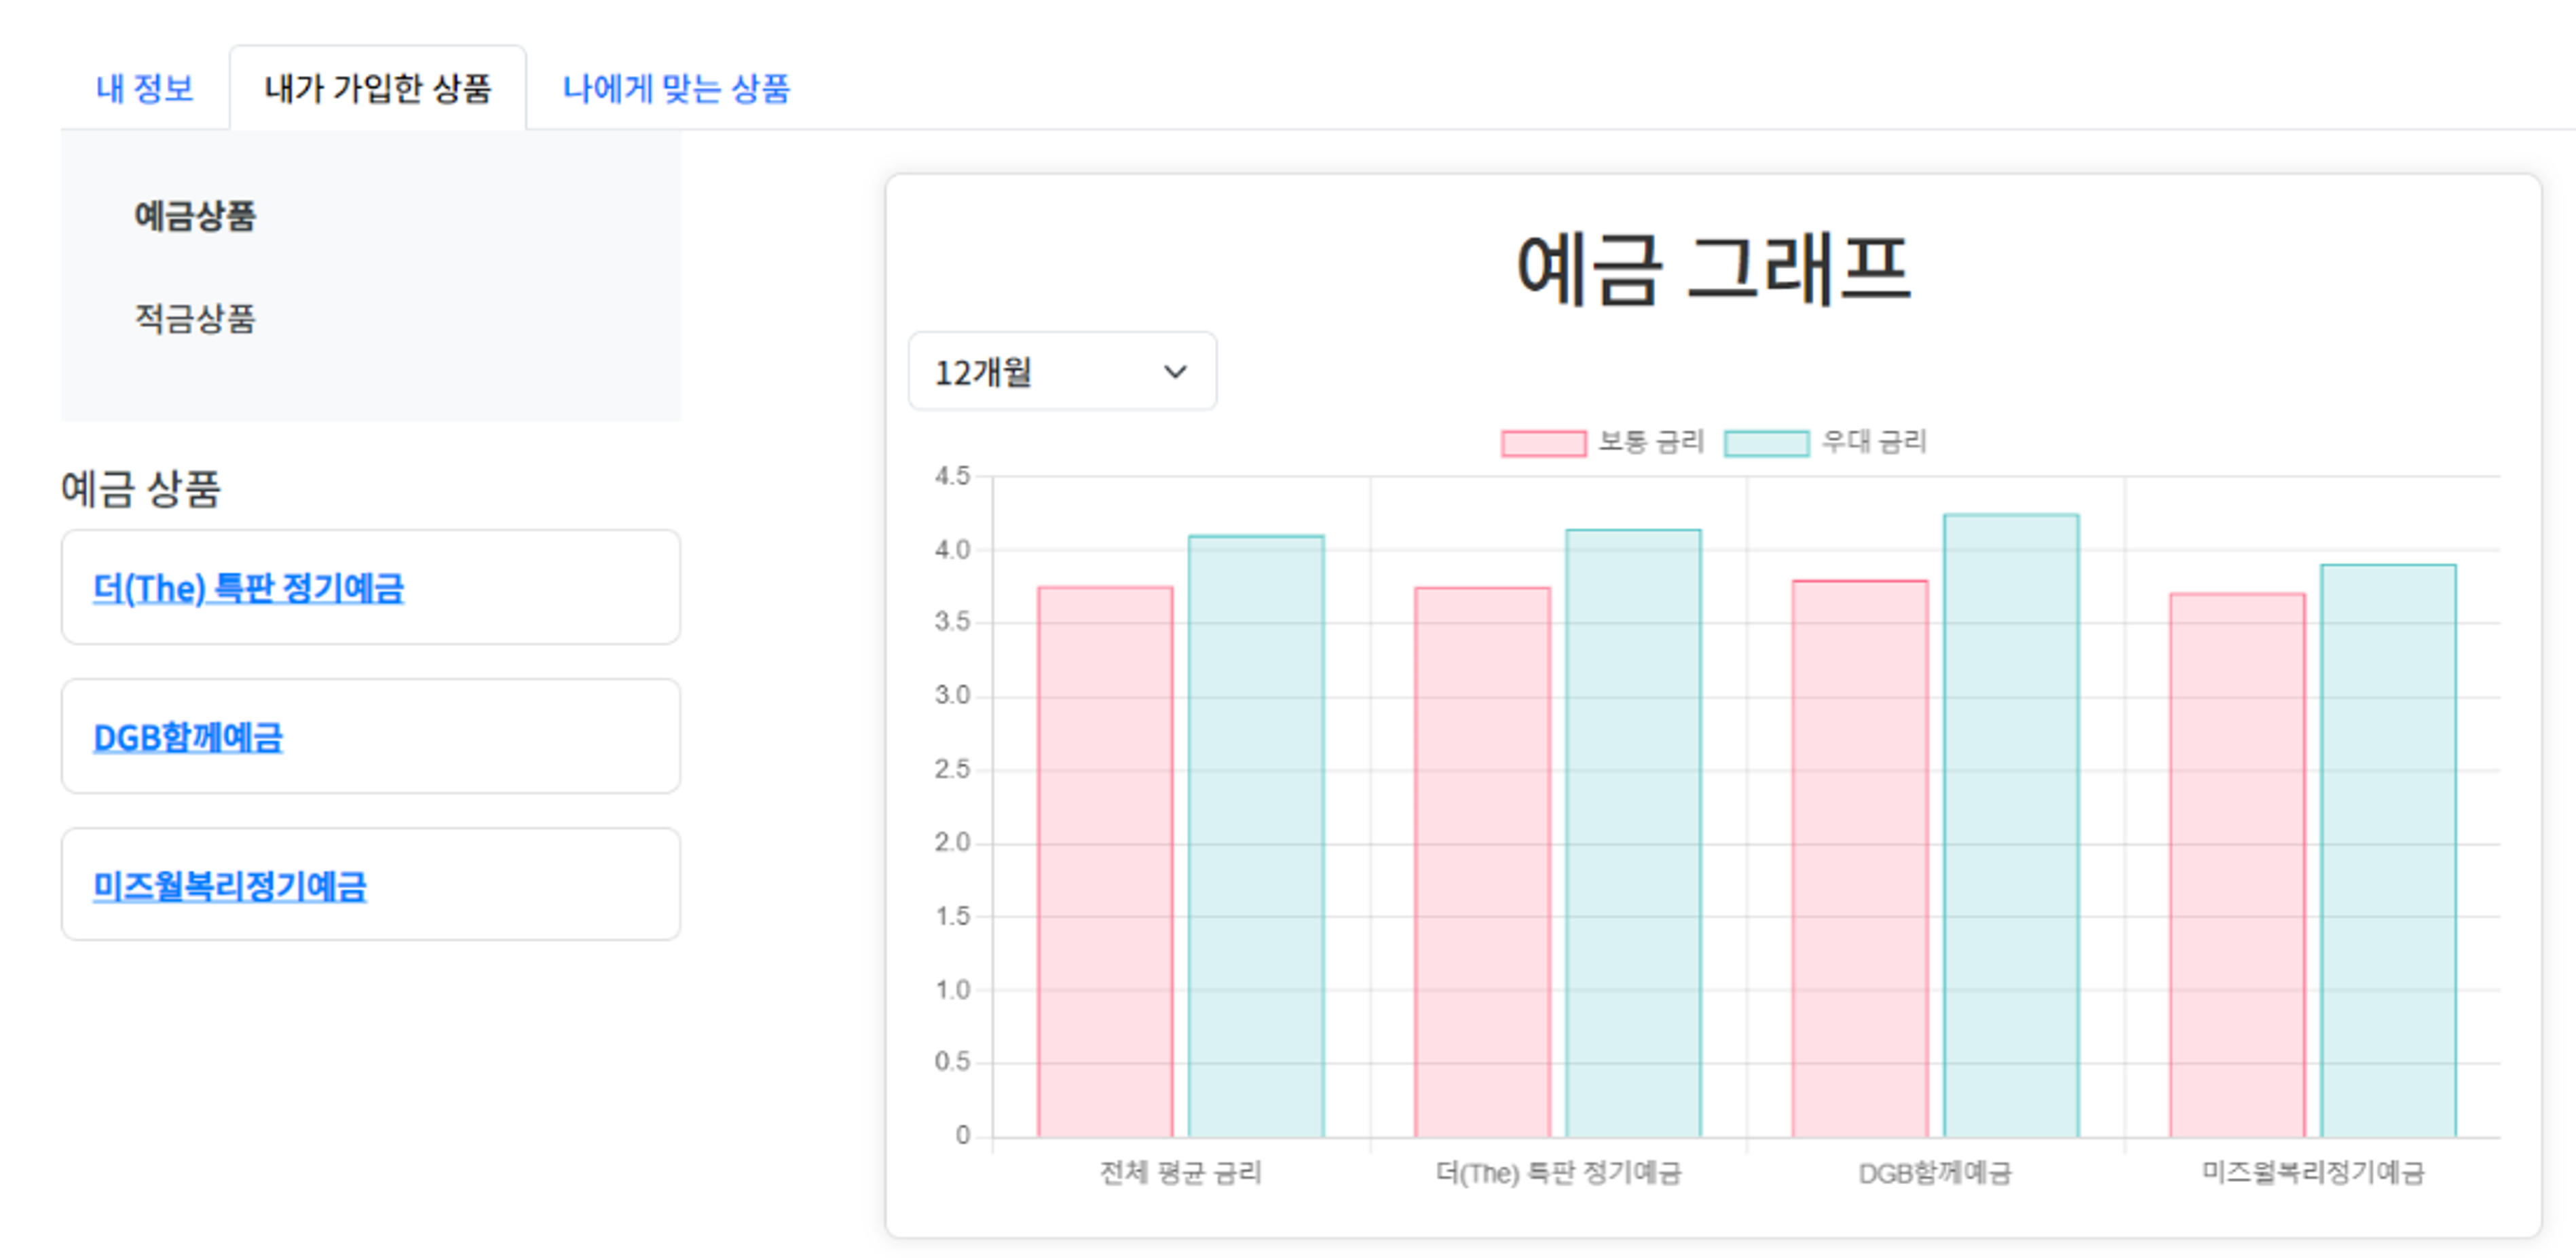 내 정보 내가 가입한 상품 나에게 맞는 상품
예금상품
적금상품
예금 상품
더(The) 특판 정기예금
DGB함께예금
미즈월복리정기예금
예금 그래프
12개월
보통 금리 우대 금리
4.5
4.0
3.5
3.0
2.5
2.0
1.5
1.0
0.5
0
전체 평균 금리 더(The) 특판 정기예금 DGB함께예금 미즈월복리정기예금